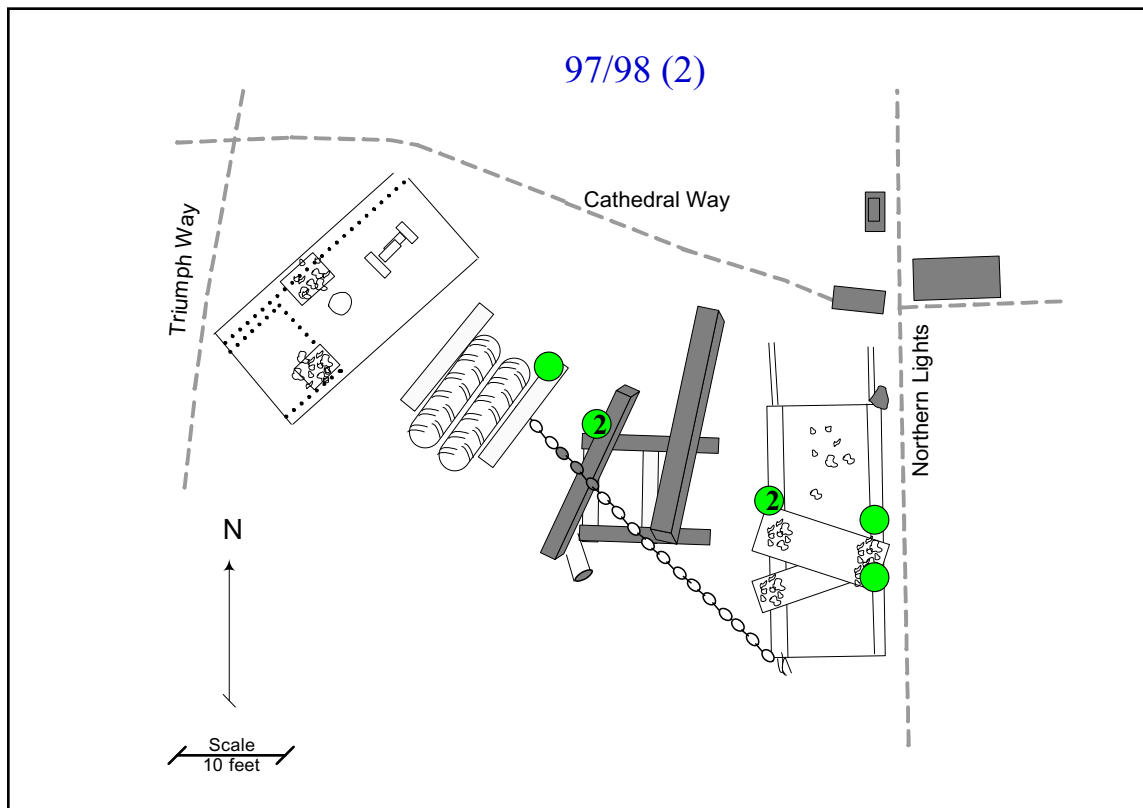 97/98 (2)
Cathedral Way
Triumph Way
Northern Lights
2
2
N
Scale
10 feet